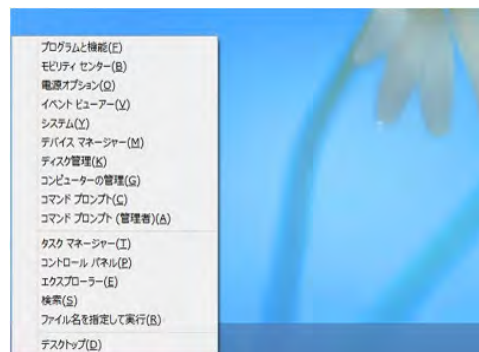 プログラムと機能(F)
モビリティ センター(B)
電源オプション(O)
イベント ビューアー(V)
システム(Y)
デバイス マネージャー(M)
ディスク管理(K)
コンピューターの管理(G)
コマンド プロンプト(C)
コマンド プロンプト (管理者)(A)
タスク マネージャー(T)
コントロール パネル(P)
エクスプローラー(E)
検索(S)
ファイル名を指定して実行(R)
デスクトップ(D)